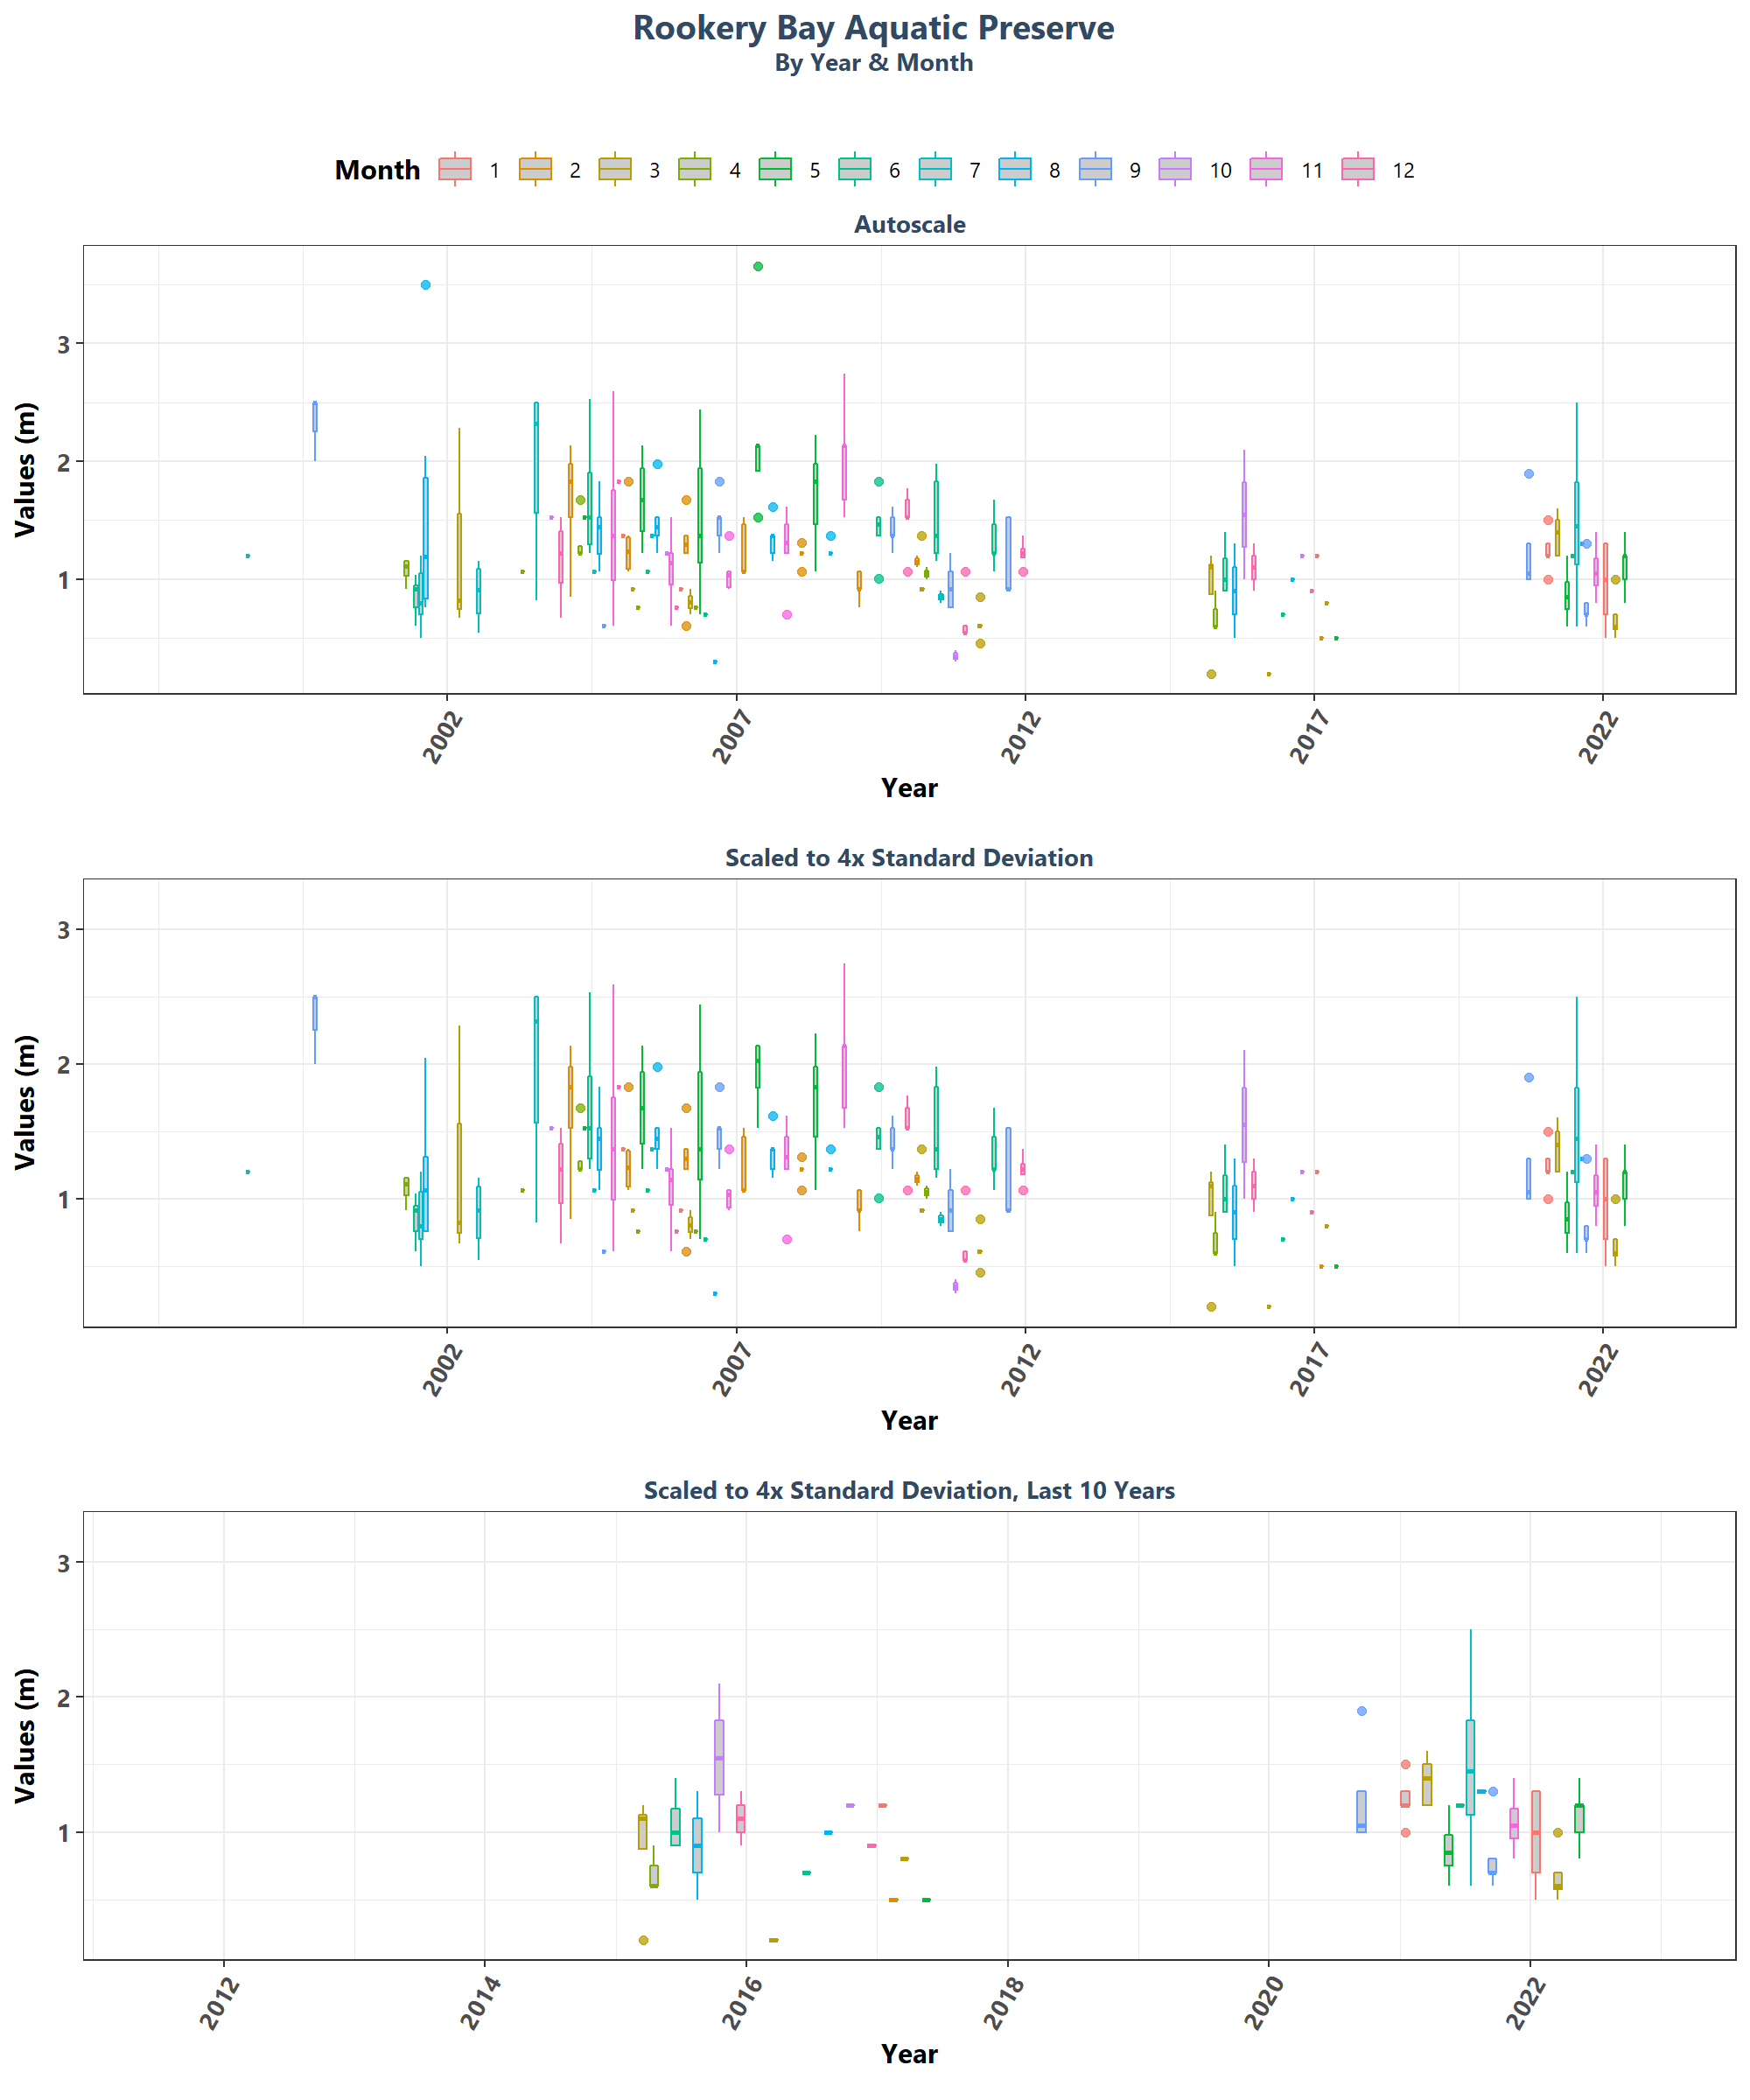 Rookery Bay Aquatic Preserve
By Year & Month
Month 1 2 3 4 5 6 7 8 9 10 11 12
Autoscale
Values (m)
3
2
1
2002 2007 2012 2017 2022
Year
Scaled to 4x Standard Deviation
Values (m)
3
2
1
2002 2007 2012 2017 2022
Year
Scaled to 4x Standard Deviation, Last 10 Years
Values (m)
3
2
1
2012 2014 2016 2018 2020 2022
Year